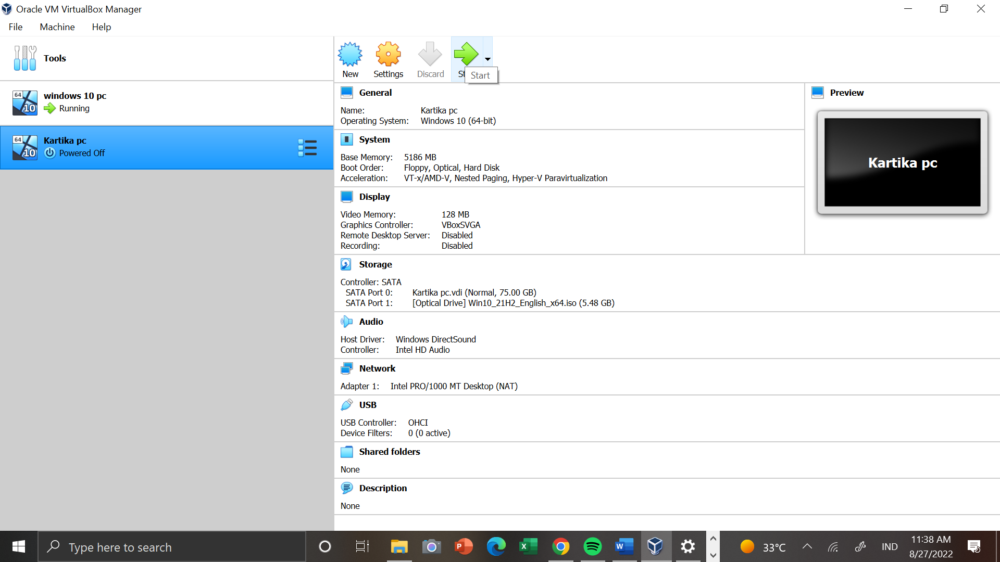 Oracle VM VirtualBox Manager
File Machine Help
Tools
New
Settings
Discard
Start
64
10
windows 10 pc
Running
64
10
Kartika pc
Powered Off
General
Name: Kartika pc
Operating System: Windows 10 (64-bit)
Preview
Kartika pc
System
Base Memory: 5186 MB
Boot Order: Floppy, Optical, Hard Disk
Acceleration: VT-x/AMD-V, Nested Paging, Hyper-V Paravirtualization
Display
Video Memory: 128 MB
Graphics Controller: VBoxSVGA
Remote Desktop Server: Disabled
Recording: Disabled
Storage
Controller: SATA
SATA Port 0: Kartika pc.vdi (Normal, 75.00 GB)
SATA Port 1: [Optical Drive] Win10_21H2_English_x64.iso (5.48 GB)
Audio
Host Driver: Windows DirectSound
Controller: Intel HD Audio
Network
Adapter 1: Intel PRO/1000 MT Desktop (NAT)
USB
USB Controller: OHCI
Device Filters: 0 (0 active)
Shared folders
None
Description
None
Type here to search
33°C
IND
11:38 AM
8/27/2022